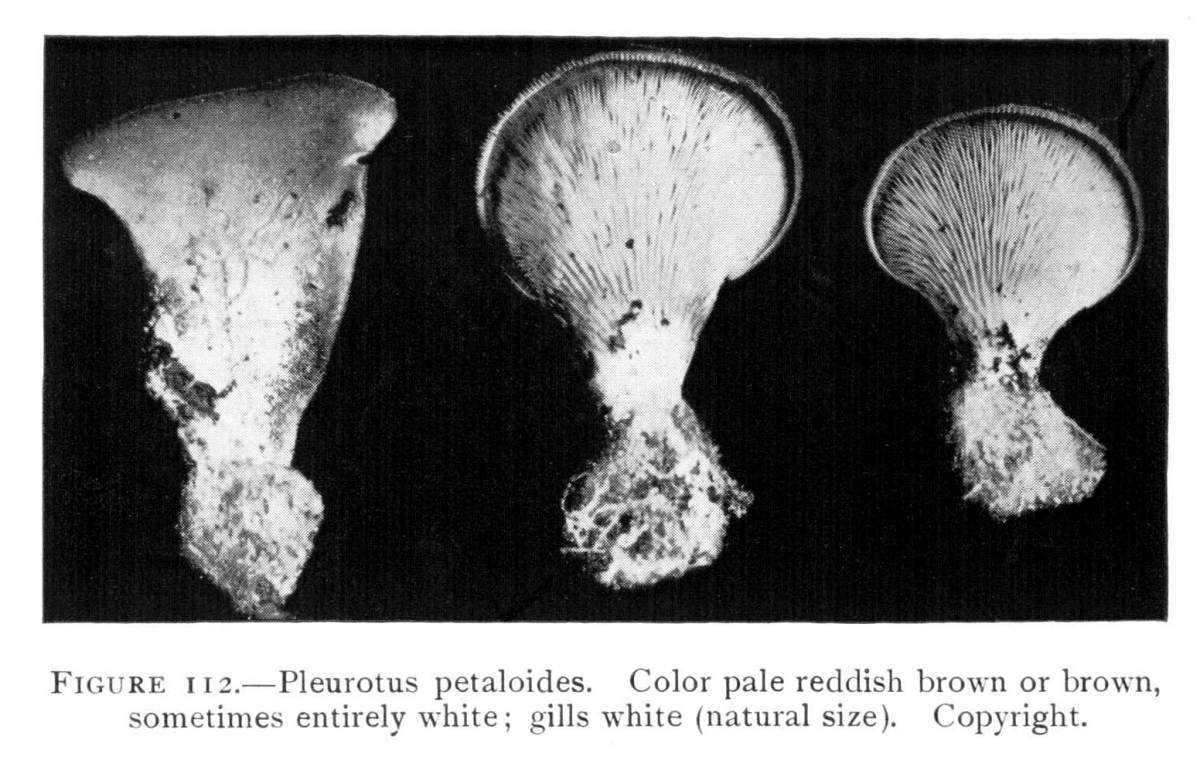 FIGURE 112.—Pleurotus petaloides. Color pale reddish brown or brown,
sometimes entirely white; gills white (natural size). Copyright.